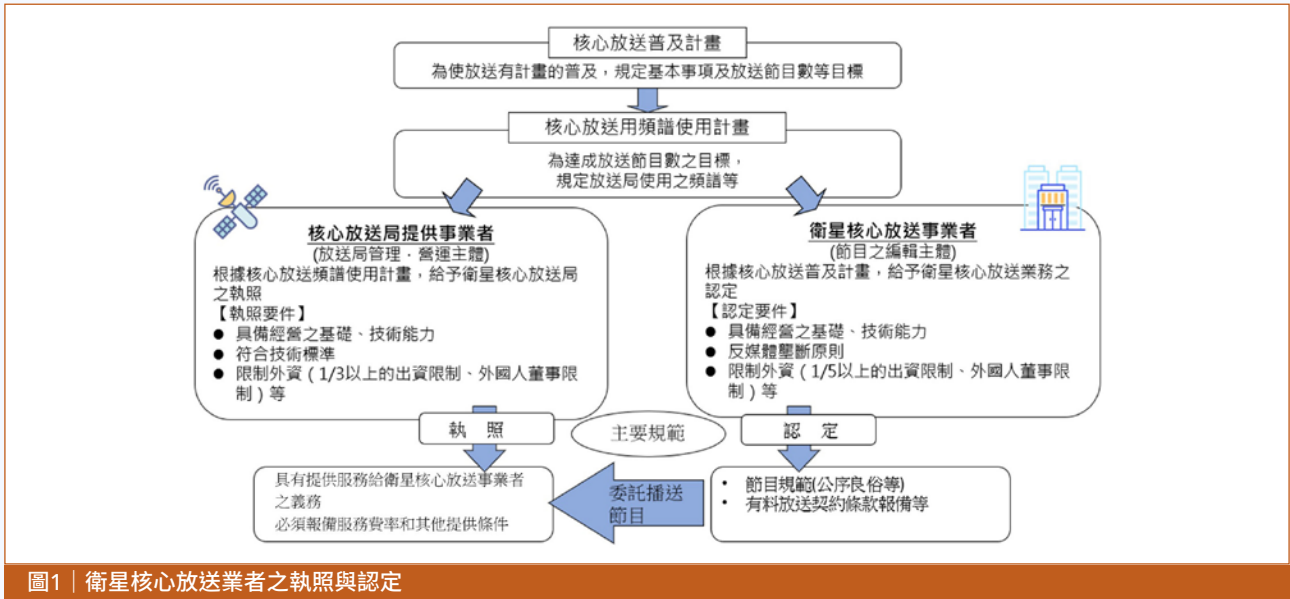 核心放送普及計畫
為使放送有計畫的普及，規定基本事項及放送節目數等目標
核心放送用頻譜使用計畫
為達成放送節目數之目標，
規定放送局使用之頻譜等
核心放送局提供事業者
(放送局管理．營運主體)
根據核心放送頻譜使用計畫，給予衛星核心放送局
之執照
【執照要件】
● 具備經營之基礎、技術能力
● 符合技術標準
● 限制外資（1/3以上的出資限制、外國人董事限
制）等
衛星核心放送事業者
(節目之編輯主體)
根據核心放送普及計畫，給予衛星核心放送業務之
認定
【認定要件】
● 具備經營之基礎、技術能力
● 反媒體壟斷原則
● 限制外資（1/5以上的出資限制、外國人董事限
制）等
執 照
主要規範
認 定
具有提供服務給衛星核心放送事業者
之義務
必須報備服務費率和其他提供條件
委託播送
節目
• 節目規範(公序良俗等)
• 有料放送契約條款報備等
圖1｜衛星核心放送業者之執照與認定